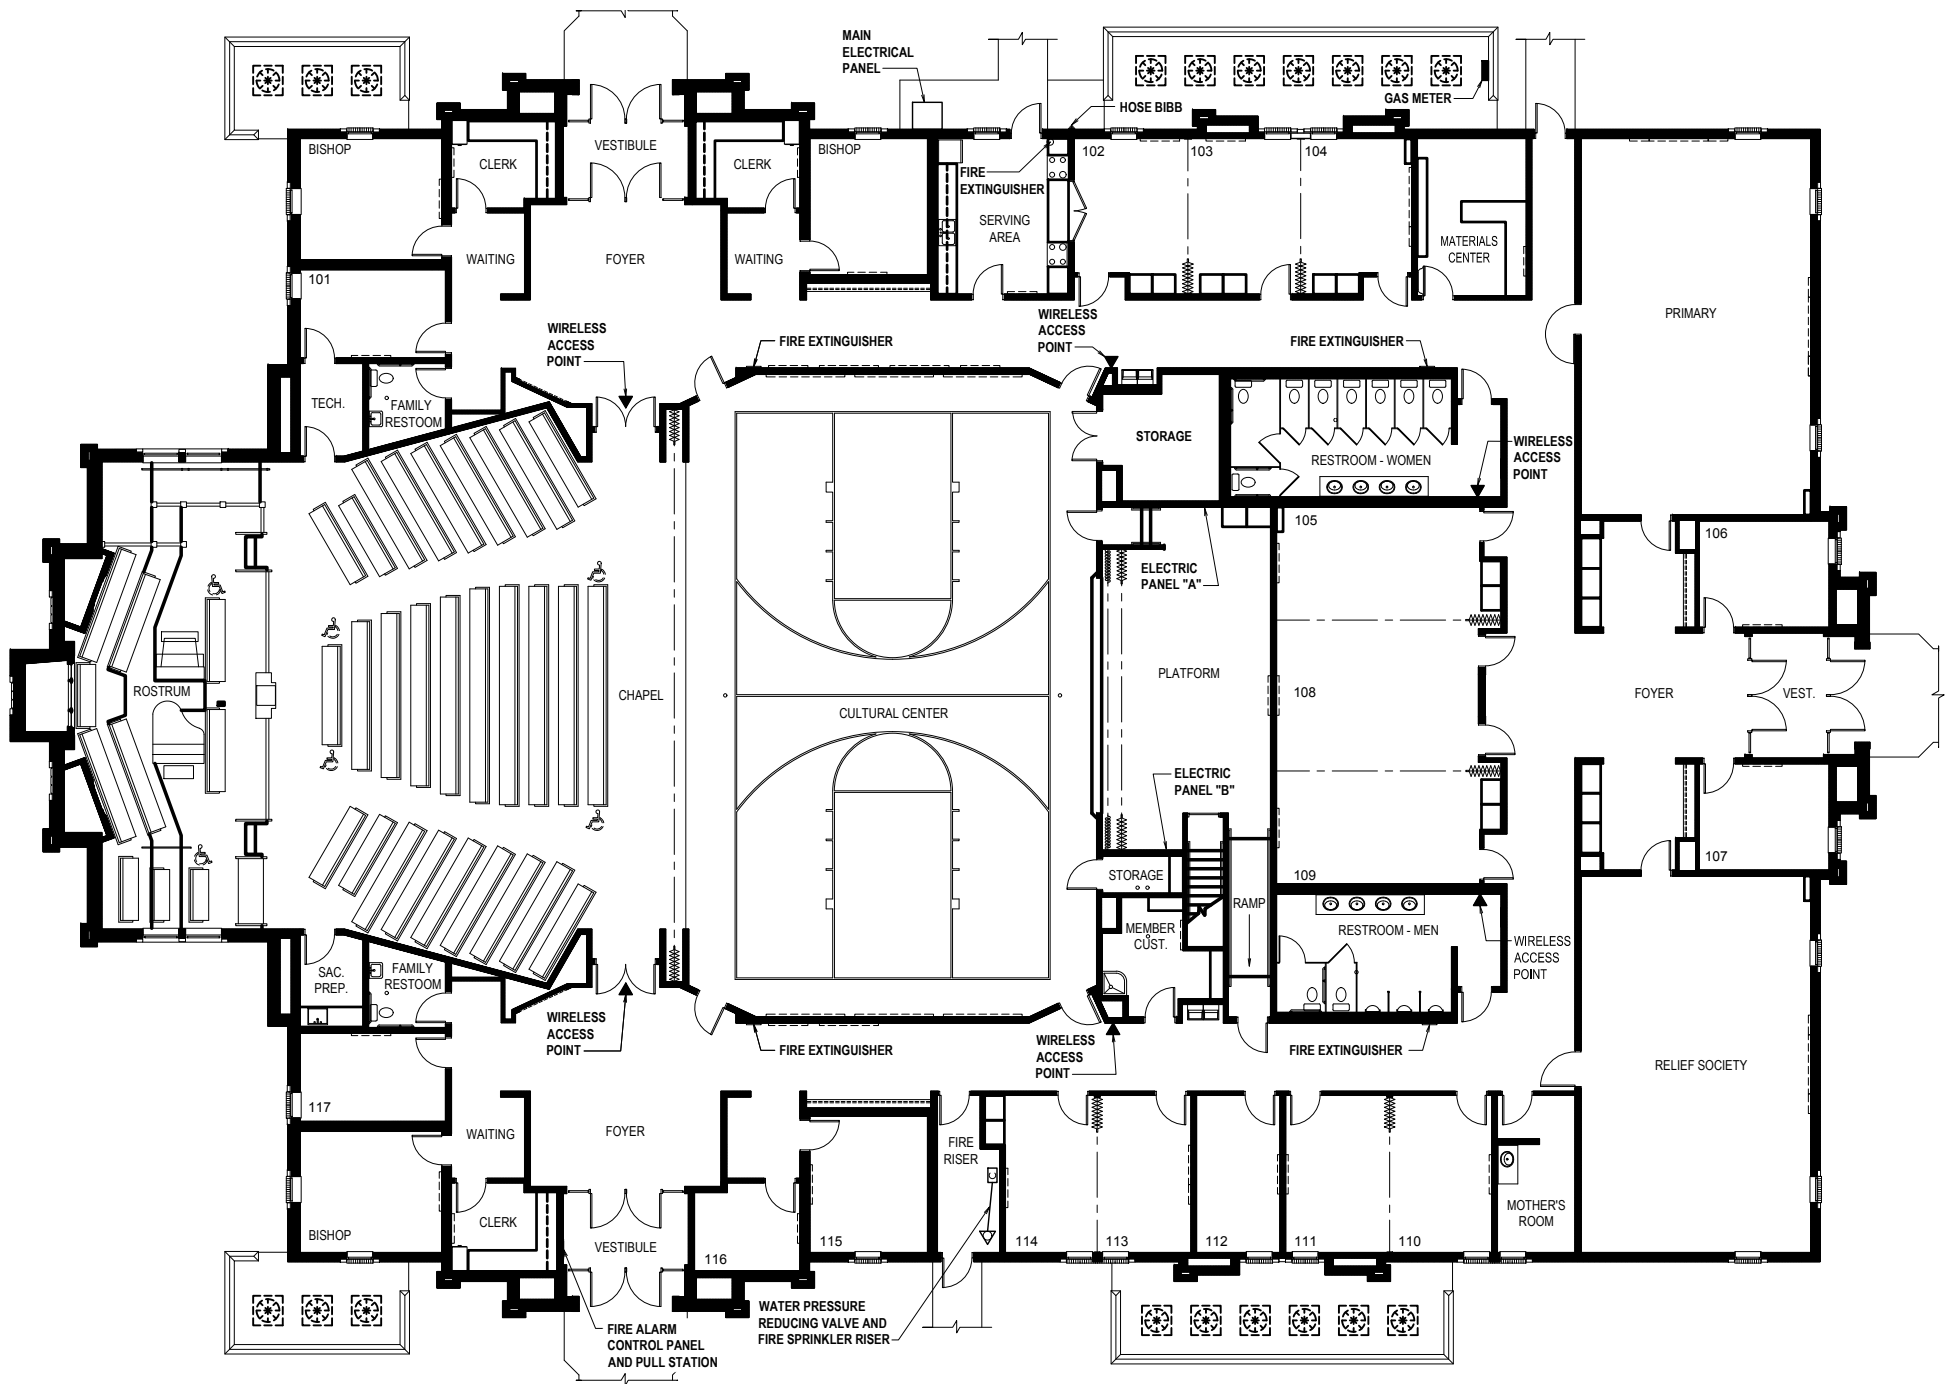 MAIN
ELECTRICAL
PANEL
HOSE BIBB
GAS METER
BISHOP
CLERK
VESTIBULE
CLERK
BISHOP
FIRE
EXTINGUISHER
SERVING
AREA
102
103
104
MATERIALS
CENTER
WAITING
FOYER
WAITING
101
PRIMARY
WIRELESS
ACCESS
POINT
FIRE EXTINGUISHER
WIRELESS
ACCESS
POINT
FIRE EXTINGUISHER
TECH.
FAMILY
RESTOOM
STORAGE
RESTROOM - WOMEN
WIRELESS
ACCESS
POINT
105
106
ELECTRIC
PANEL "A"
ROSTRUM
CHAPEL
CULTURAL CENTER
PLATFORM
108
FOYER
VEST.
ELECTRIC
PANEL "B"
107
STORAGE
109
RAMP
MEMBER
CUST.
RESTROOM - MEN
WIRELESS
ACCESS
POINT
SAC.
PREP.
FAMILY
RESTOOM
WIRELESS
ACCESS
POINT
FIRE EXTINGUISHER
WIRELESS
ACCESS
POINT
FIRE EXTINGUISHER
RELIEF SOCIETY
117
WAITING
FOYER
FIRE
RISER
BISHOP
CLERK
VESTIBULE
116
115
114
113
112
111
110
MOTHER'S
ROOM
FIRE ALARM
CONTROL PANEL
AND PULL STATION
WATER PRESSURE
REDUCING VALVE AND
FIRE SPRINKLER RISER